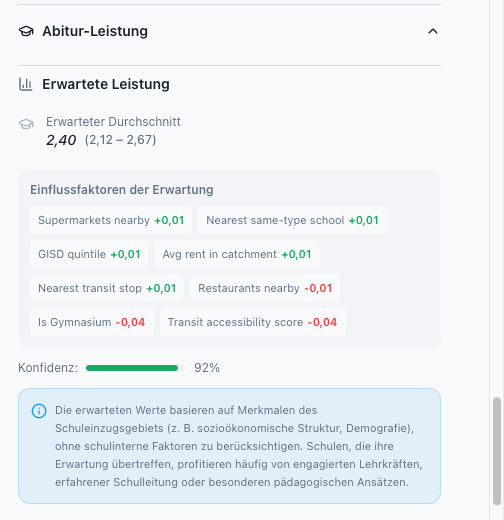 Abitur-Leistung
Erwartete Leistung
Erwarteter Durchschnitt
2,40 (2,12 – 2,67)
Einflussfaktoren der Erwartung
Supermarkets nearby +0,01 Nearest same-type school +0,01
GISD quintile +0,01 Avg rent in catchment +0,01
Nearest transit stop +0,01 Restaurants nearby -0,01
Is Gymnasium -0,04 Transit accessibility score -0,04
Konfidenz: 92%
Die erwarteten Werte basieren auf Merkmalen des
Schuleinzugsgebiets (z. B. sozioökonomische Struktur, Demografie),
ohne schulinterne Faktoren zu berücksichtigen. Schulen, die ihre
Erwartung übertreffen, profitieren häufig von engagierten Lehrkräften,
erfahrener Schulleitung oder besonderen pädagogischen Ansätzen.